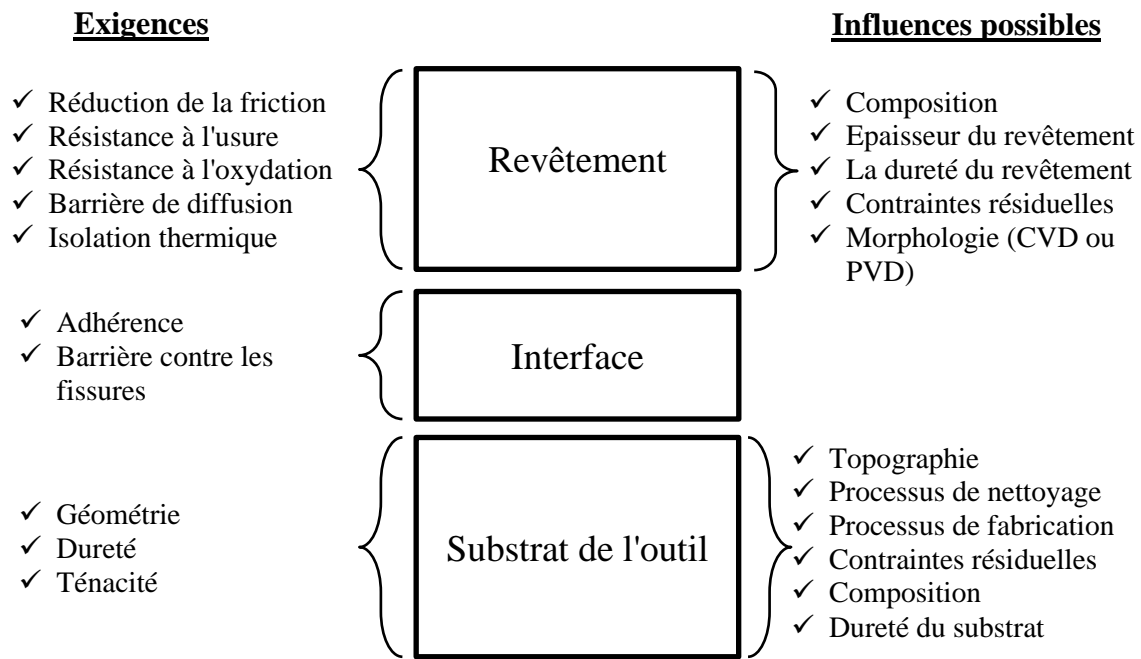 Exigences
Influences possibles
✓ Réduction de la friction
✓ Résistance à l'usure
✓ Résistance à l'oxydation
✓ Barrière de diffusion
✓ Isolation thermique
Revêtement
✓ Composition
✓ Epaisseur du revêtement
✓ La dureté du revêtement
✓ Contraintes résiduelles
✓ Morphologie (CVD ou
PVD)
✓ Adhérence
✓ Barrière contre les
fissures
Interface
✓ Géométrie
✓ Dureté
✓ Ténacité
Substrat de l'outil
✓ Topographie
✓ Processus de nettoyage
✓ Processus de fabrication
✓ Contraintes résiduelles
✓ Composition
✓ Dureté du substrat